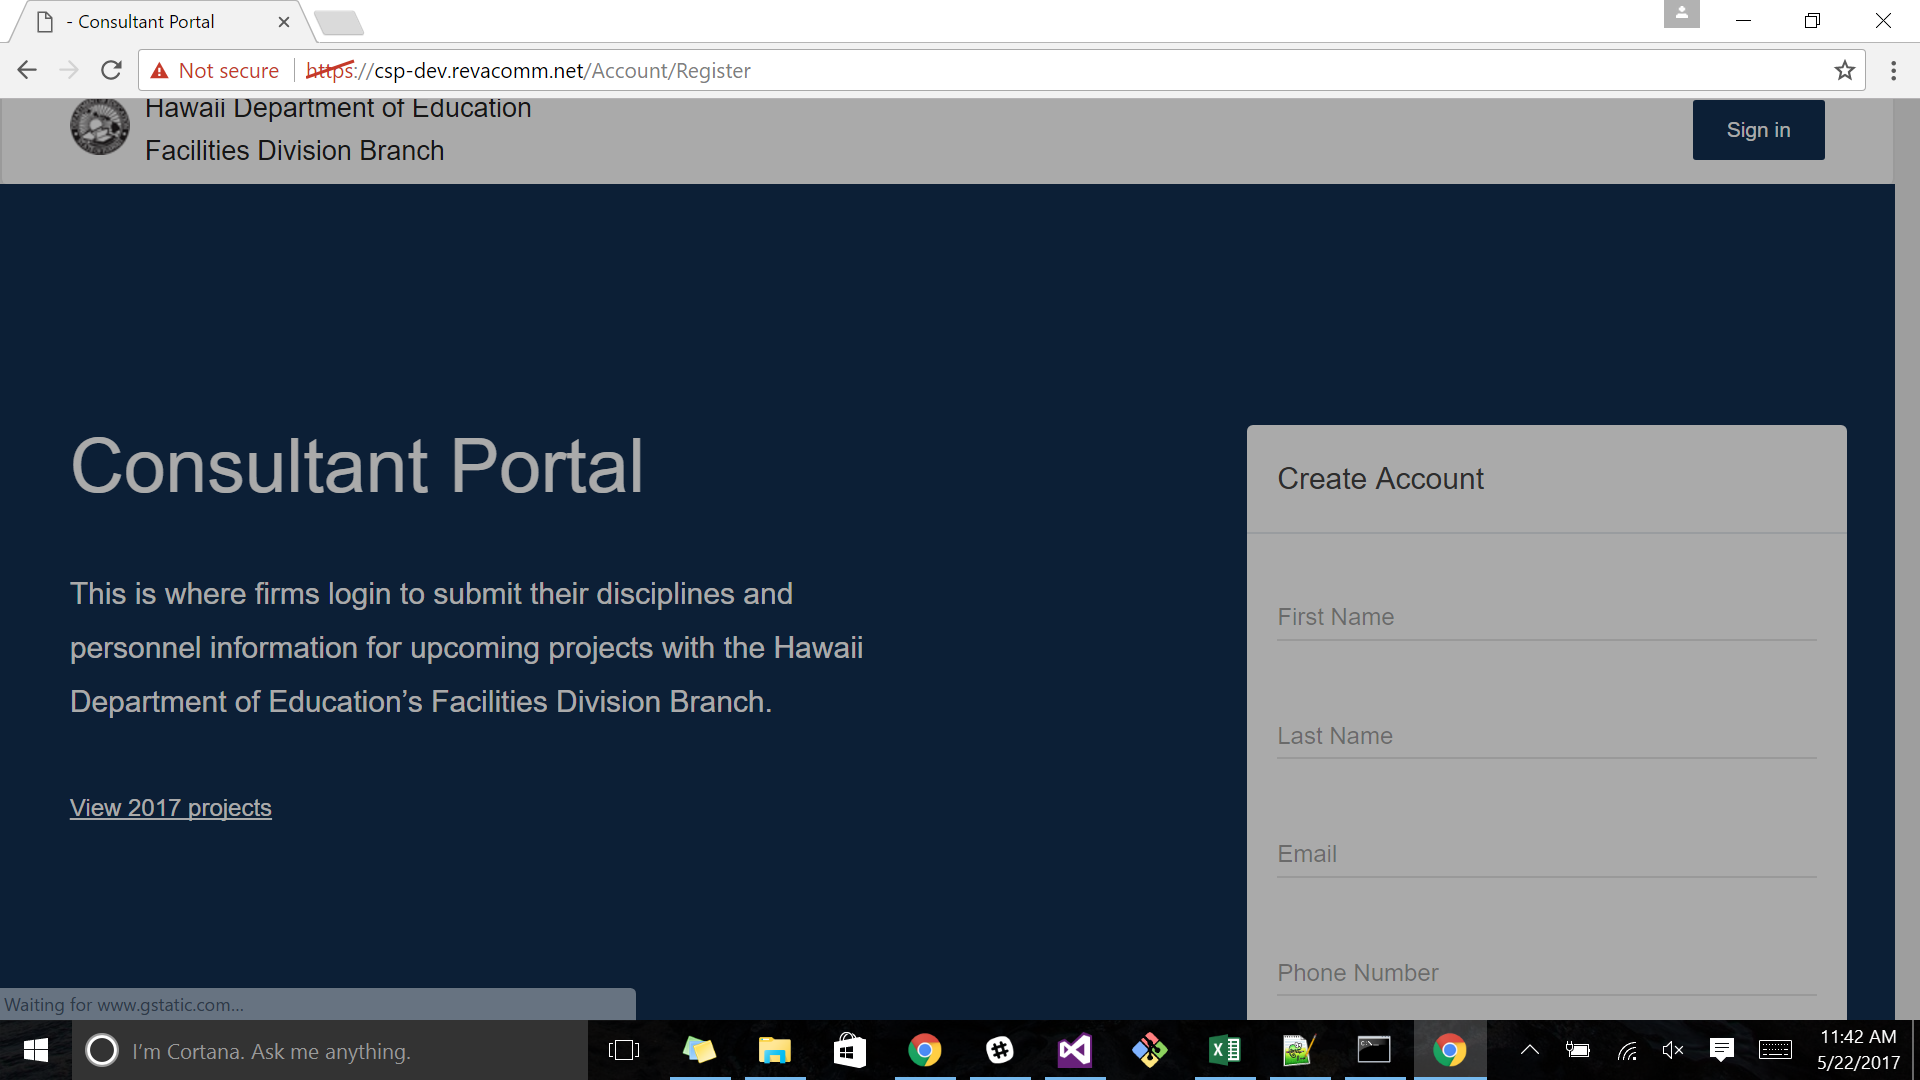 - Consultant Portal
Not secure
https://csp-dev.revacomm.net/Account/Register
Hawaii Department of Education
Facilities Division Branch
Sign in
Consultant Portal
This is where firms login to submit their disciplines and
personnel information for upcoming projects with the Hawaii
Department of Education’s Facilities Division Branch.
View 2017 projects
Create Account
First Name
Last Name
Email
Phone Number
Waiting for www.gstatic.com...
I’m Cortana. Ask me anything.
11:42 AM
5/22/2017